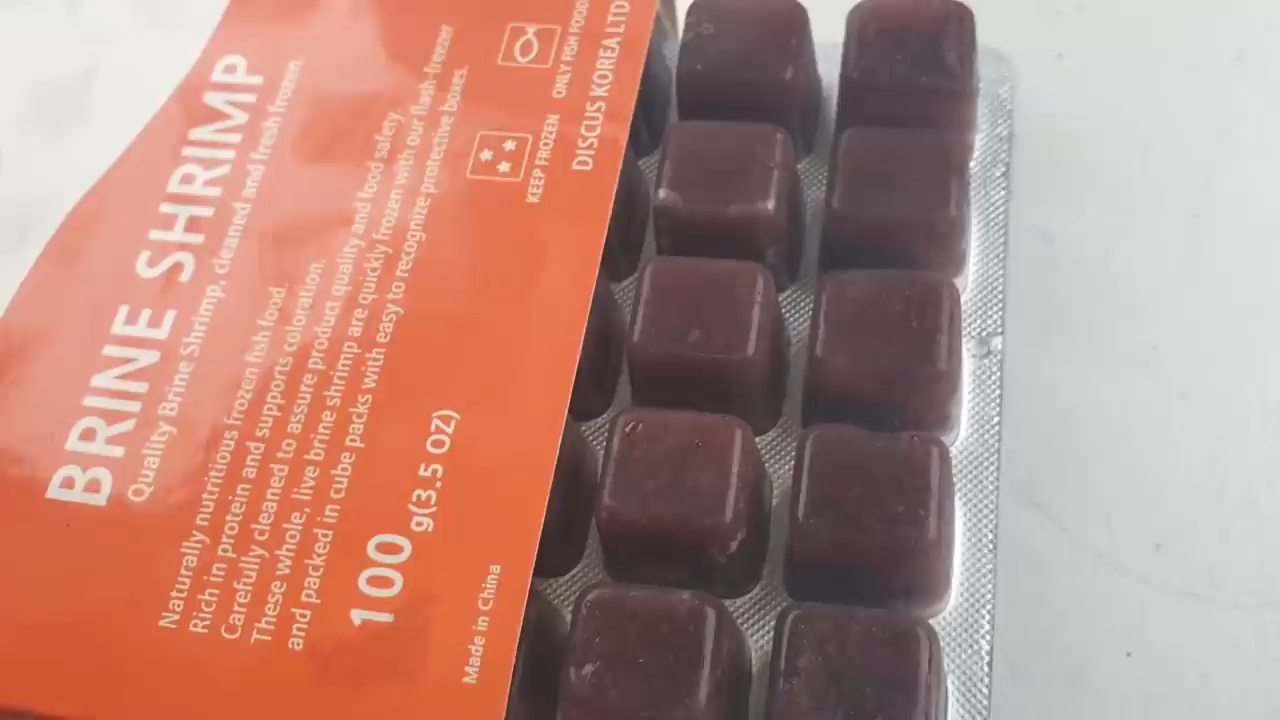 BRINE SHRIMP
Quality Brine Shrimp, cleaned and fresh frozen.
Naturally nutritious frozen fish food.
Rich in protein and supports coloration.
Carefully cleaned to assure product quality and food safety
These whole, live brine shrimp are quickly frozen with our flash-freezer
and packed in cube packs with easy to recognize protective boxes.
100 g(3.5 OZ)
KEEP FROZEN
ONLY FISH FOOD
Made in China
DISCUS KOREA LTD